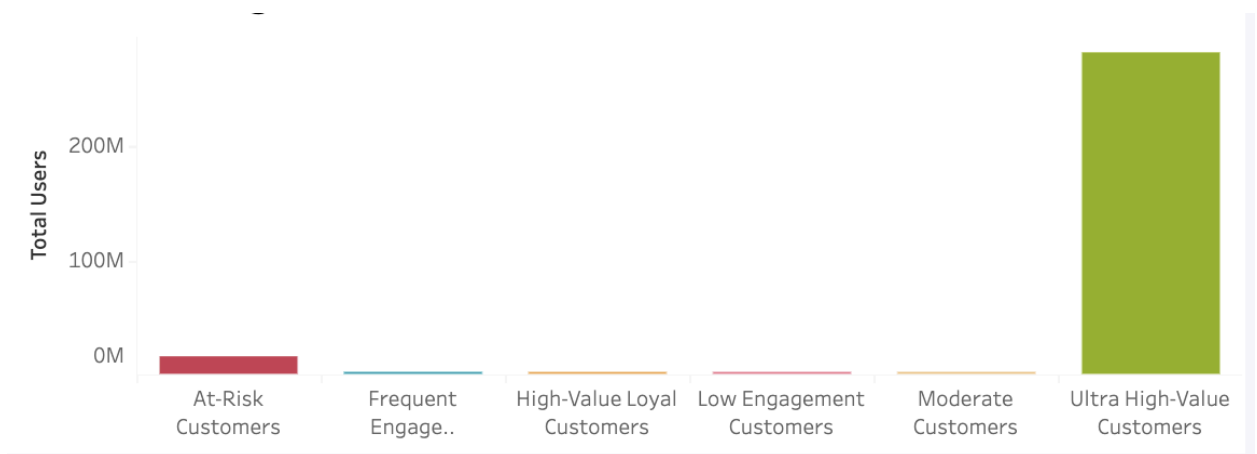 200M
100M
0M
Total Users
At-Risk
Customers
Frequent
Engage..
High-Value Loyal
Customers
Low Engagement
Customers
Moderate
Customers
Ultra High-Value
Customers